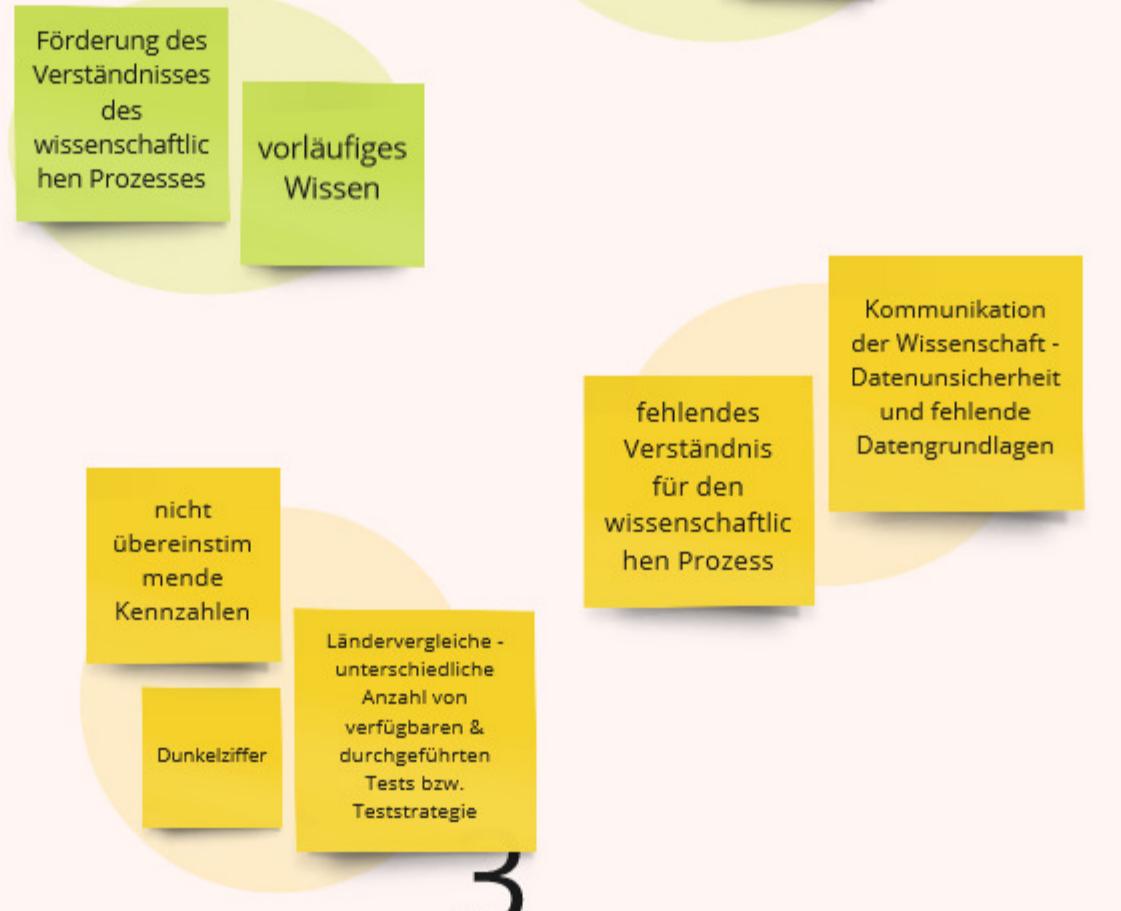 Förderung des
Verständnisses
des
wissenschaftlic
hen Prozesses
vorläufiges
Wissen
Kommunikation
der Wissenschaft -
Datenunsicherheit
und fehlende
Datengrundlagen
fehlendes
Verständnis
für den
wissenschaftlic
hen Prozess
nicht
übereinstim
mende
Kennzahlen
Ländervergleiche -
unterschiedliche
Anzahl von
verfügbaren &
durchgeführten
Tests bzw.
Teststrategie
Dunkelziffer
3